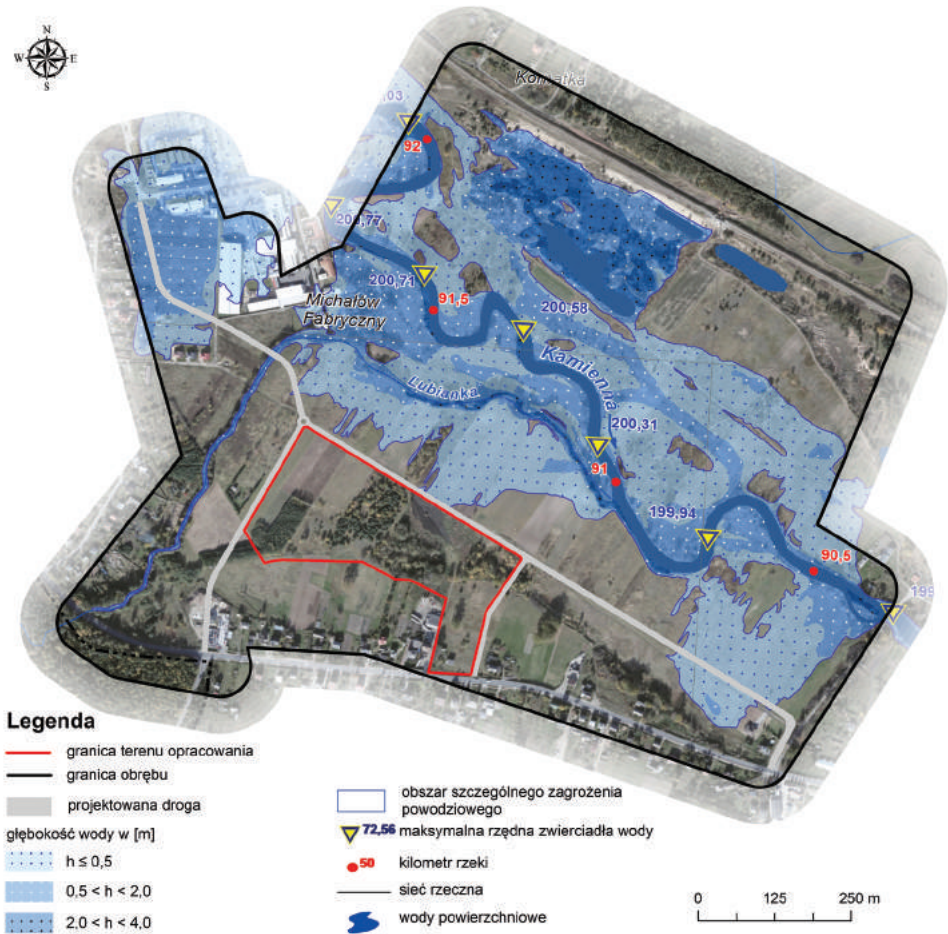 N
W E
S
Kornatka
,03
92
200,77
200,71
91,5
200,58
Michałów
Fabryczny
Kamienna
Lubianka
200,31
91
199,94
90,5
199
Legenda
granica terenu opracowania
granica obrębu
projektowana droga
głębokość wody w [m]
h ≤ 0,5
0,5 < h < 2,0
2,0 < h < 4,0
obszar szczególnego zagrożenia
powodziowego
72,56 maksymalna rzędna zwierciadła wody
50 kilometr rzeki
sieć rzeczna
wody powierzchniowe
0 125 250 m